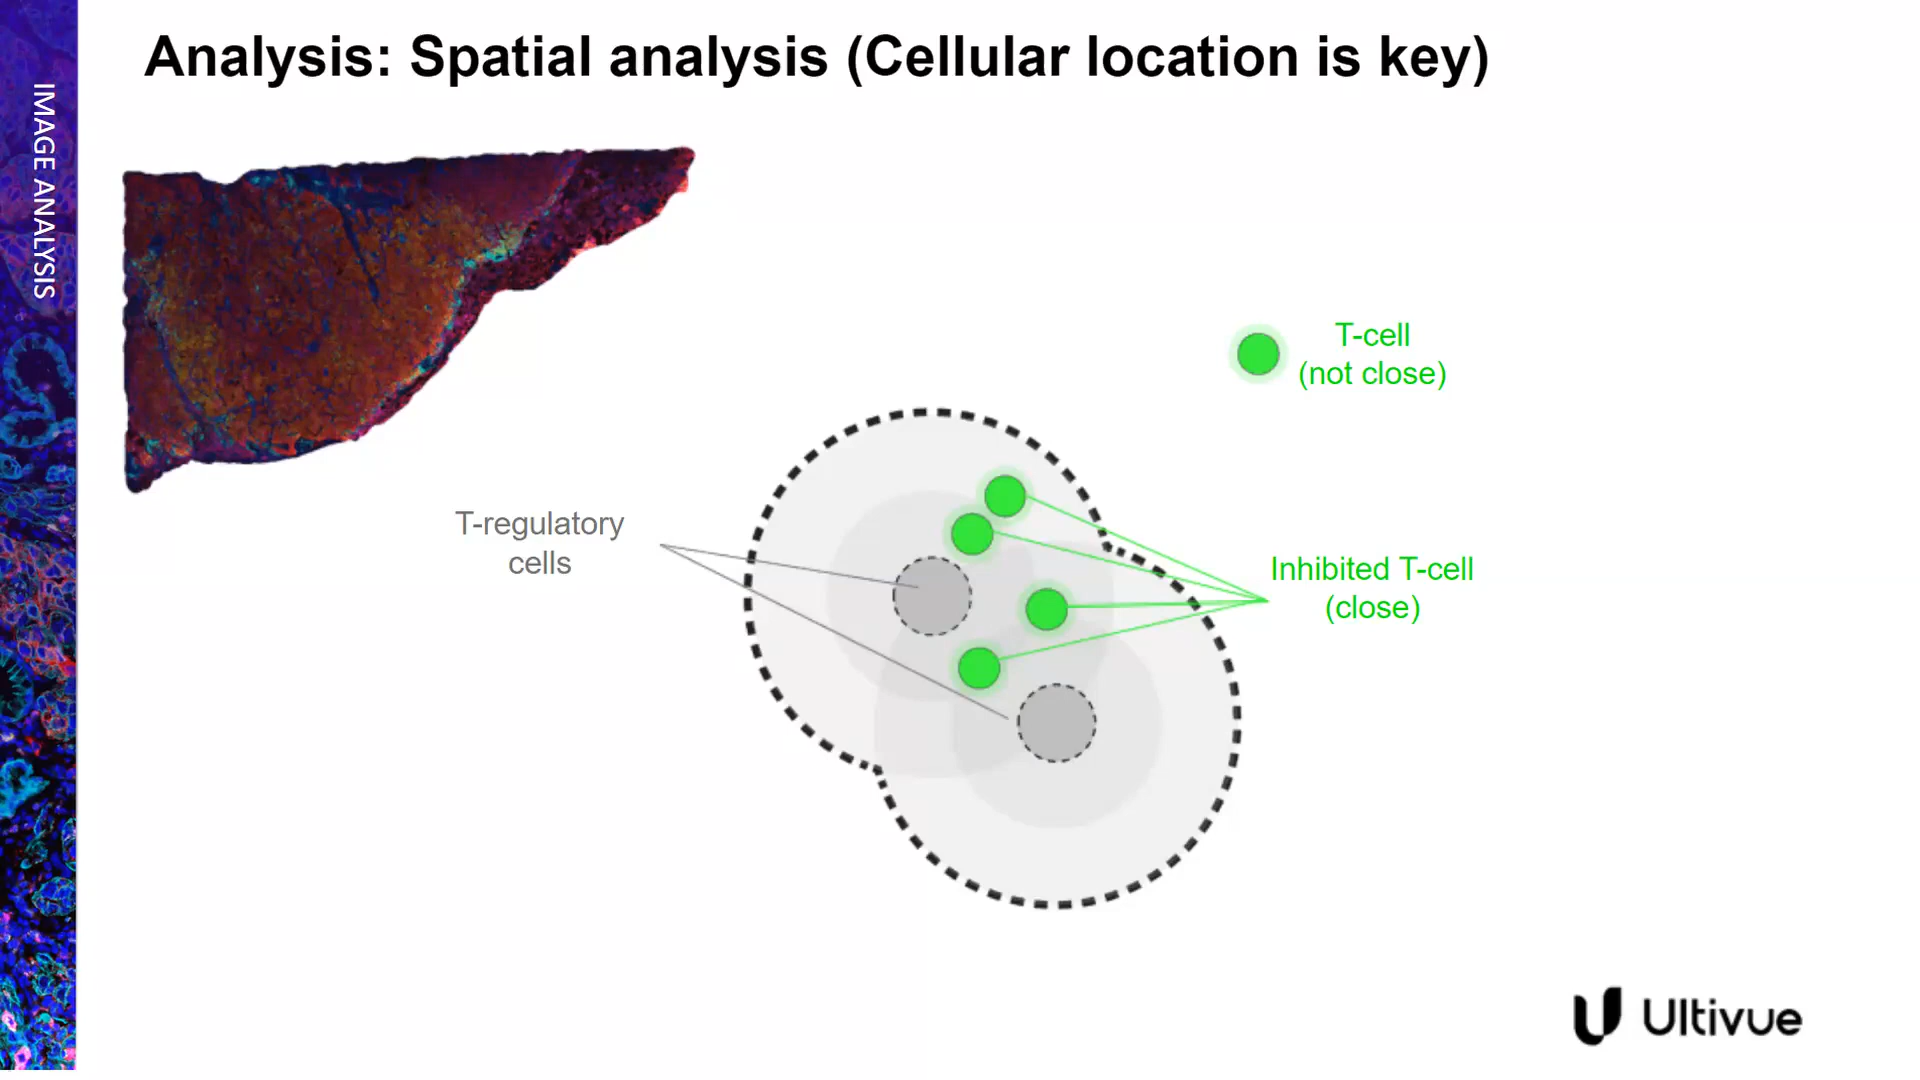 Analysis: Spatial analysis (Cellular location is key)
IMAGE ANALYSIS
T-cell
(not close)
T-regulatory
cells
Inhibited T-cell
(close)
Ultivue